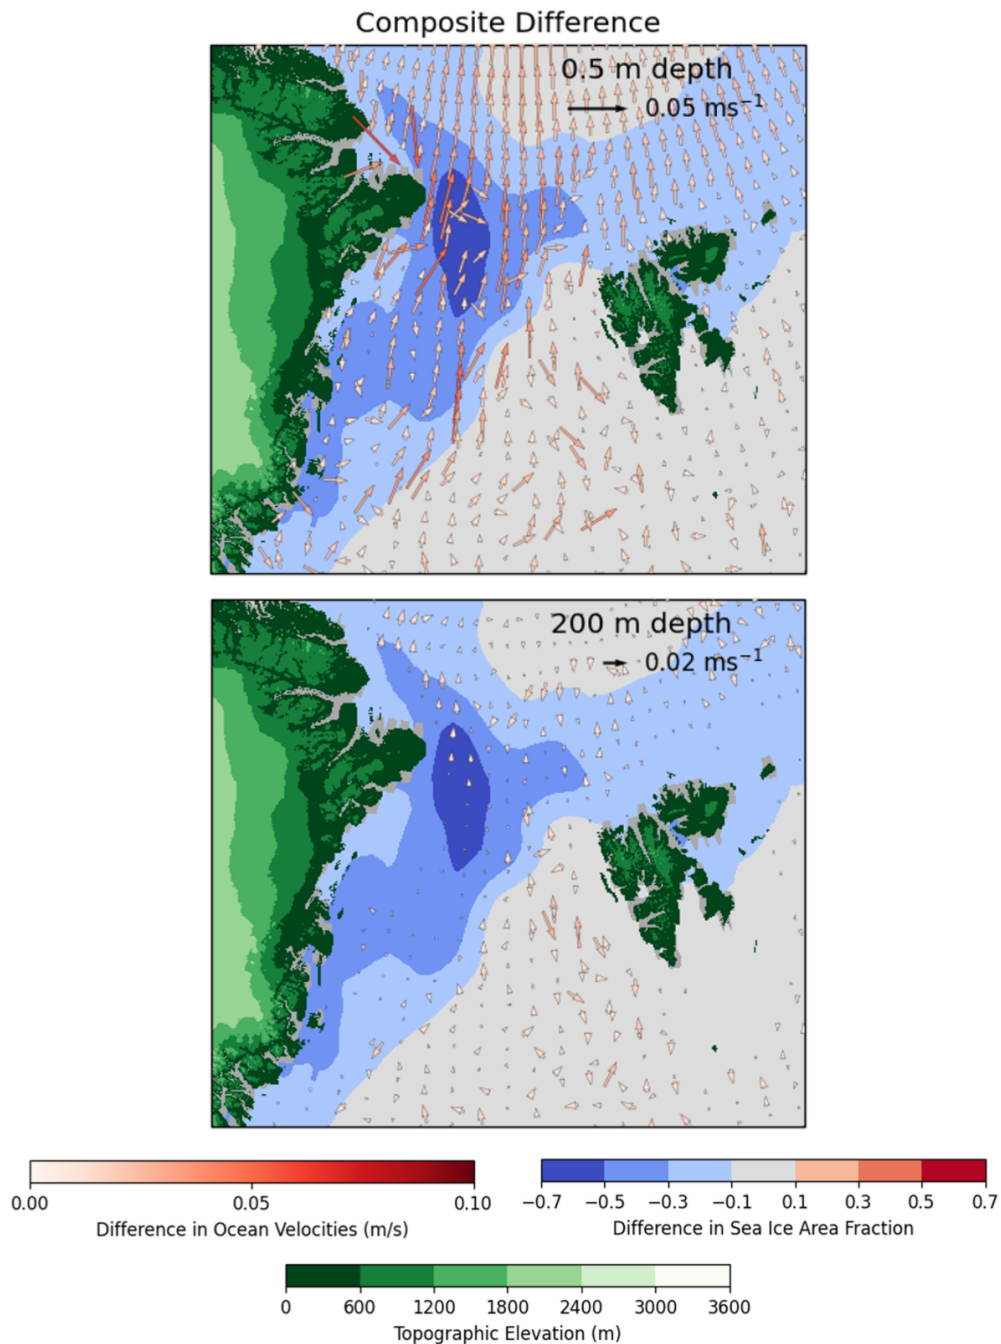 Composite Difference
0.5 m depth
0.05 ms⁻¹
200 m depth
0.02 ms⁻¹
0.00 0.05 0.10
Difference in Ocean Velocities (m/s)
−0.7 −0.5 −0.3 −0.1 0.1 0.3 0.5 0.7
Difference in Sea Ice Area Fraction
0 600 1200 1800 2400 3000 3600
Topographic Elevation (m)